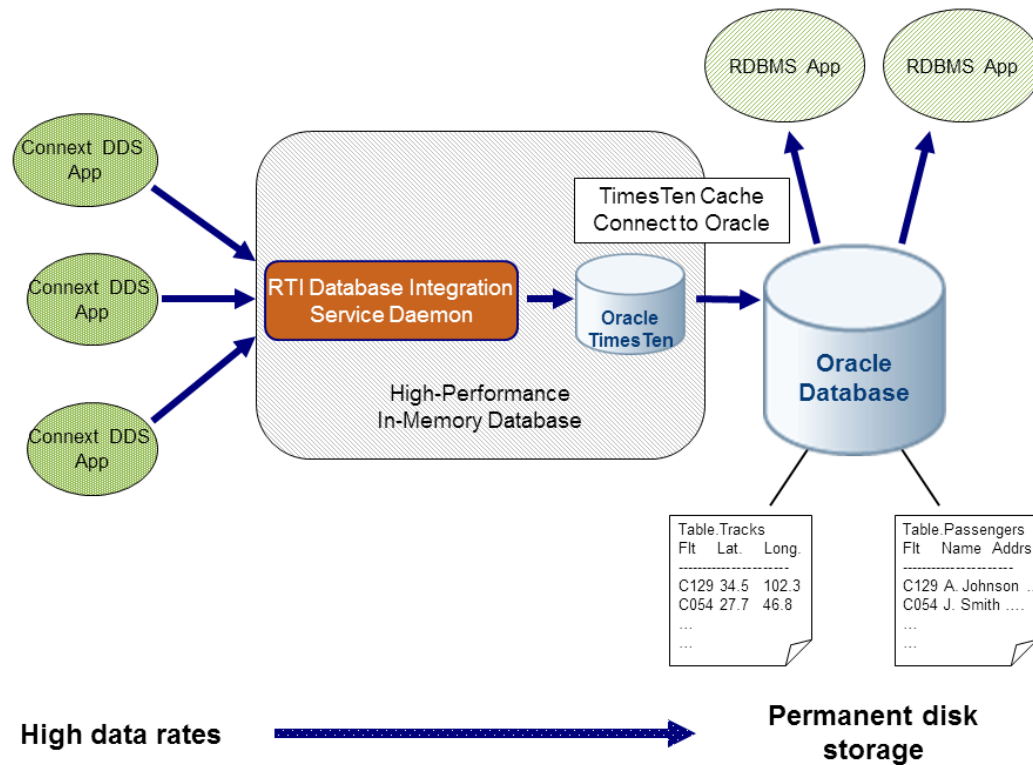 RDBMS App
RDBMS App
Connext DDS
App
Connext DDS
App
Connext DDS
App
TimesTen Cache
Connect to Oracle
RTI Database Integration
Service Daemon
Oracle
TimesTen
High-Performance
In-Memory Database
Oracle
Database
Table.Tracks
Flt Lat. Long.
-----------------------
C129 34.5 102.3
C054 27.7 46.8
...
...
Table.Passengers
Flt Name Addrs
-----------------------
C129 A. Johnson ..
C054 J. Smith ....
...
...
High data rates
Permanent disk
storage